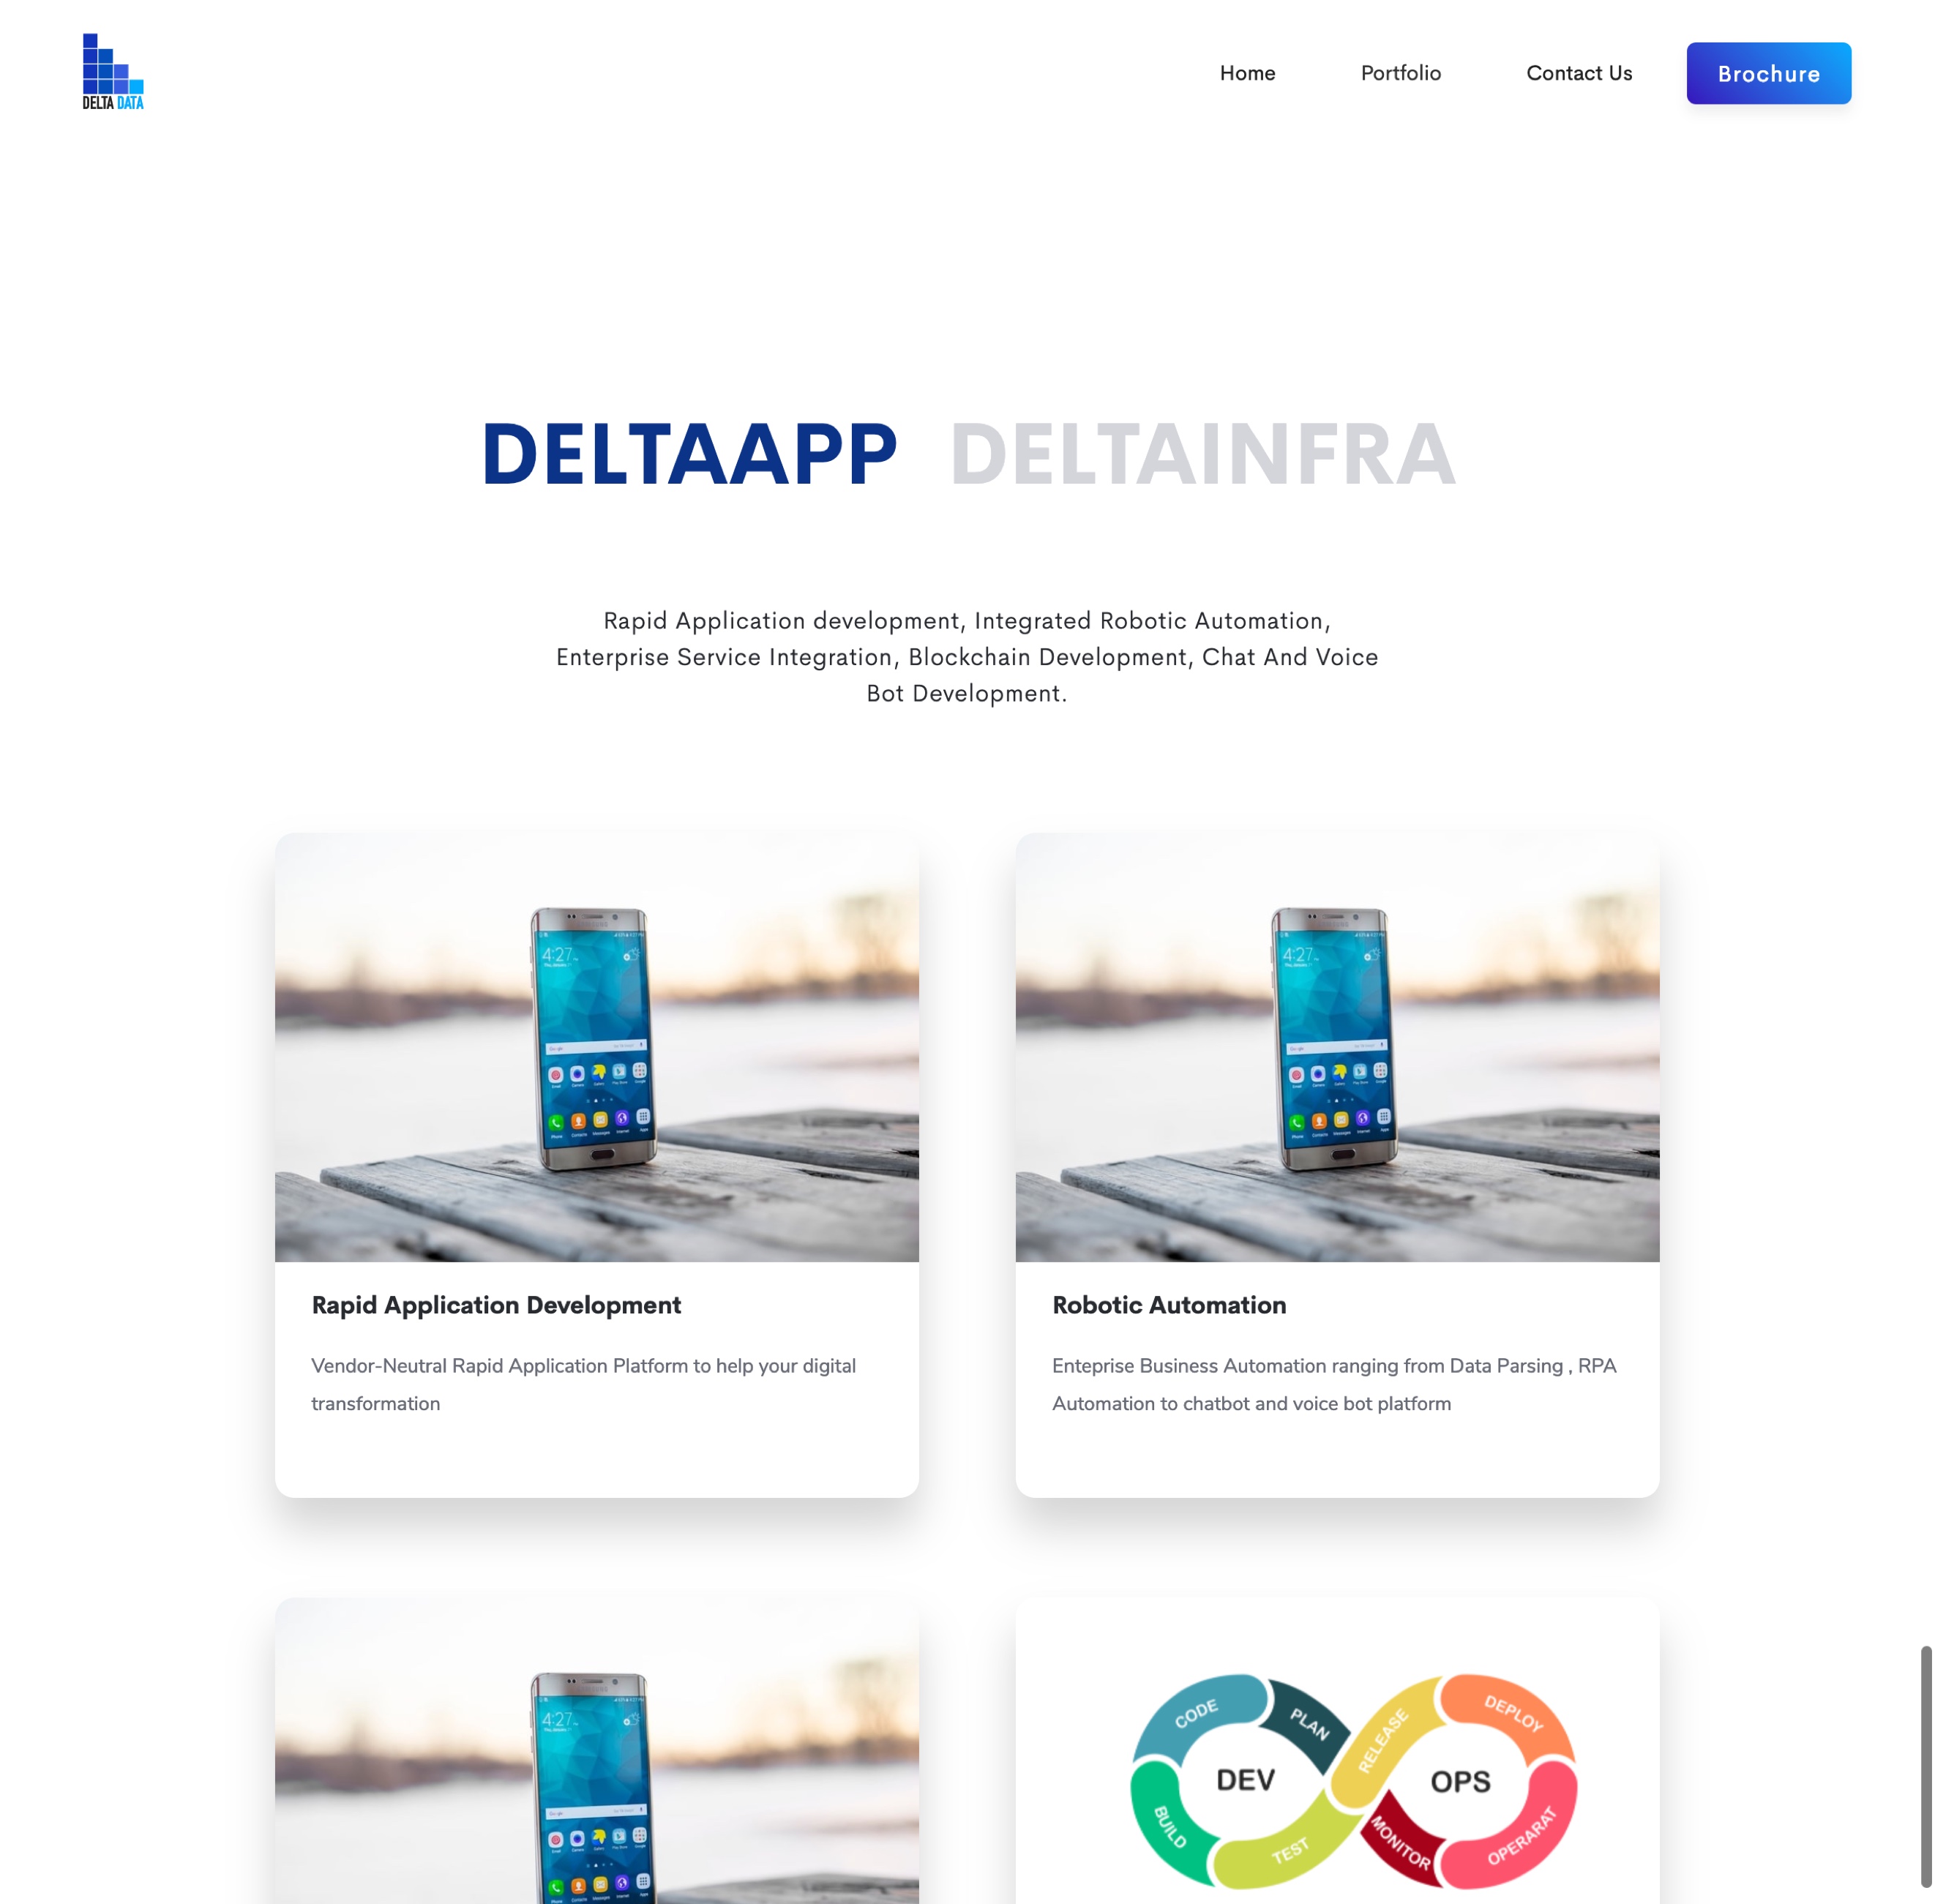 DELTA DATA
Home
Portfolio
Contact Us
Brochure
DELTAAPP DELTAINFRA
Rapid Application development, Integrated Robotic Automation,
Enterprise Service Integration, Blockchain Development, Chat And Voice
Bot Development.
4:27
4:27
Rapid Application Development
Vendor-Neutral Rapid Application Platform to help your digital
transformation
Robotic Automation
Enteprise Business Automation ranging from Data Parsing , RPA
Automation to chatbot and voice bot platform
4:27
CODE
PLAN
RELEASE
DEPLOY
DEV
OPS
BUILD
TEST
MONITOR
OPERARAT